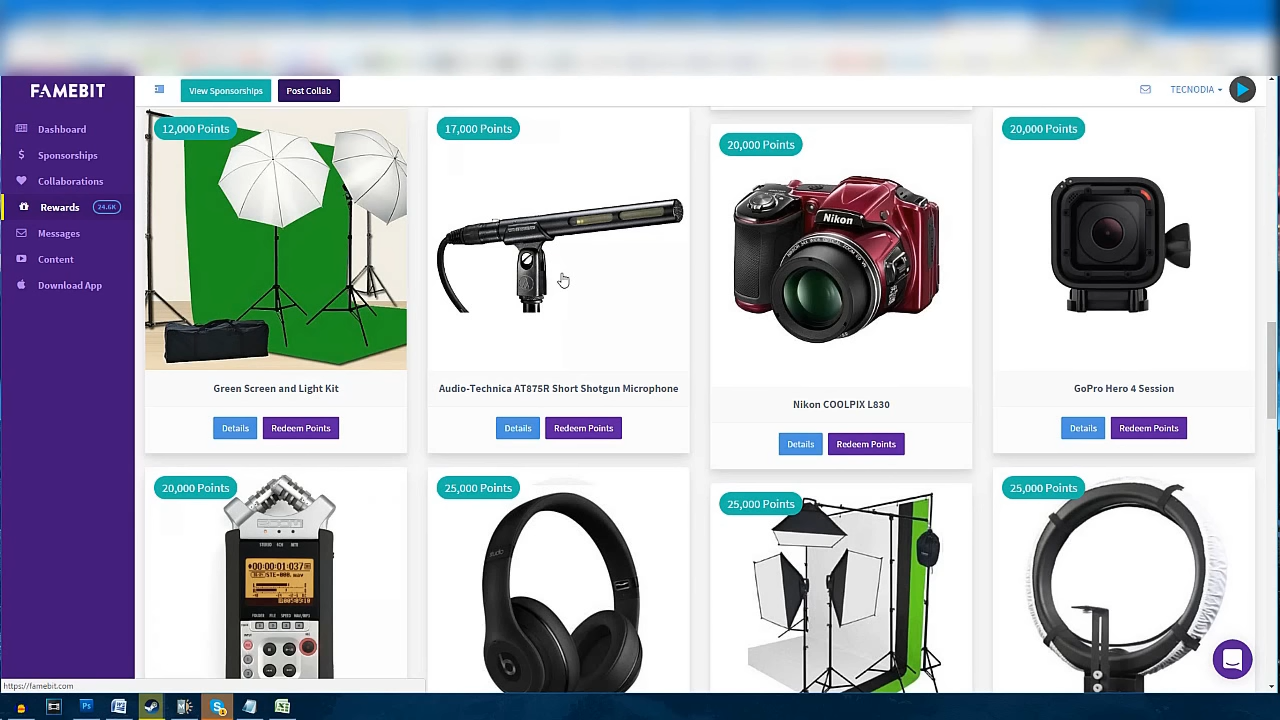 FAMEBIT
View Sponsorships
Post Collab
TECNODIA
Dashboard
Sponsorships
Collaborations
Rewards 24.6K
Messages
Content
Download App
12,000 Points
Green Screen and Light Kit
Details
Redeem Points
17,000 Points
Audio-Technica AT875R Short Shotgun Microphone
Details
Redeem Points
20,000 Points
Nikon
Nikon COOLPIX L830
Details
Redeem Points
20,000 Points
GoPro Hero 4 Session
Details
Redeem Points
20,000 Points
25,000 Points
25,000 Points
25,000 Points
https://famebit.com